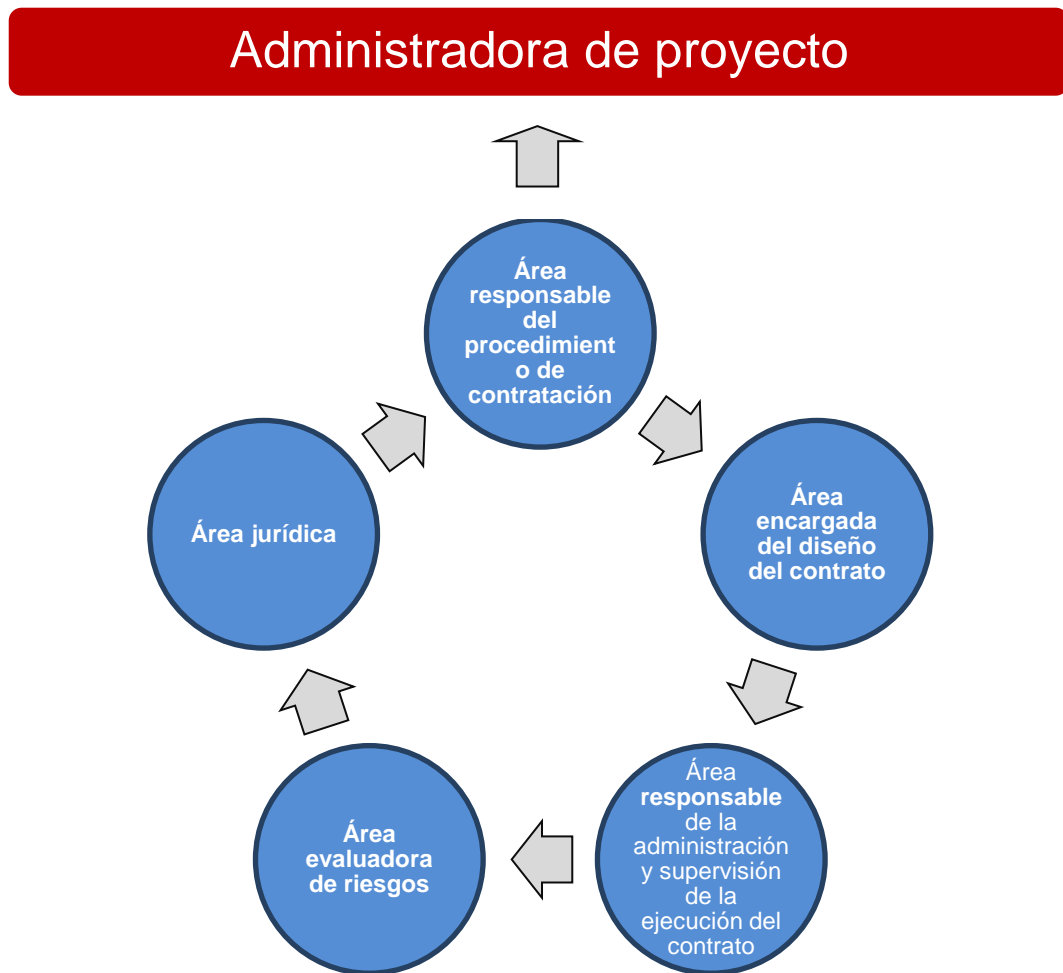 Administradora de proyecto
Área
responsable
del
procedimient
o de
contratación
Área jurídica
Área
encargada
del diseño
del contrato
Área
evaluadora
de riesgos
Área
responsable
de la
administración
y supervisión
de la
ejecución del
contrato